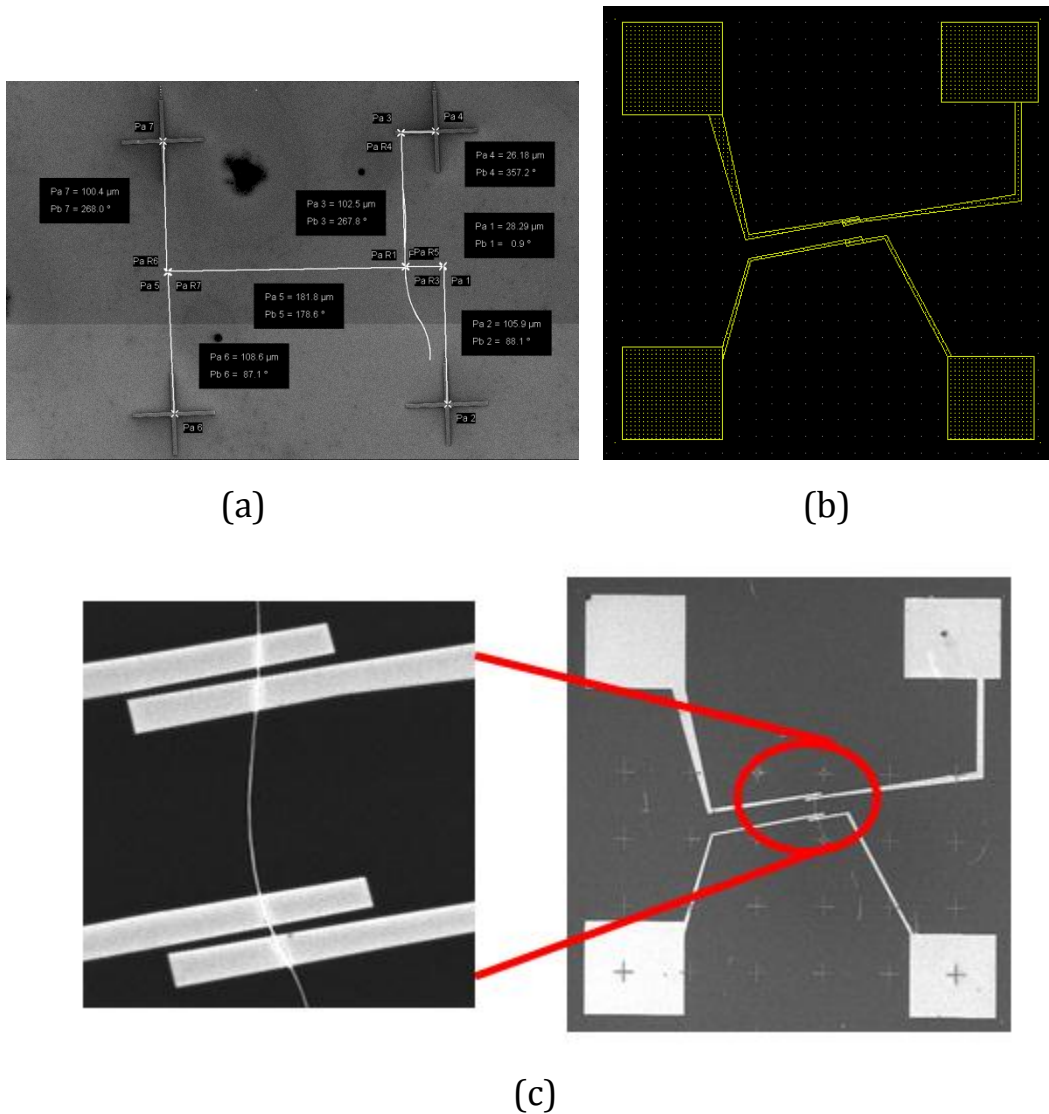 Pa 7
Pa 3
Pa 4
Pa R4
Pa 4 = 26.18 µm
Pb 4 = 357.2 °
Pa 7 = 100.4 µm
Pb 7 = 268.0 °
Pa 3 = 102.5 µm
Pb 3 = 267.8 °
Pa 1 = 28.29 µm
Pb 1 = 0.9 °
Pa R6
Pa R1
Pa R5
Pa 5
Pa R7
Pa R3
Pa 1
Pa 5 = 181.8 µm
Pb 5 = 178.6 °
Pa 2 = 105.9 µm
Pb 2 = 88.1 °
Pa 6 = 108.6 µm
Pb 6 = 87.1 °
Pa 2
Pa 6
(a)
(b)
(c)